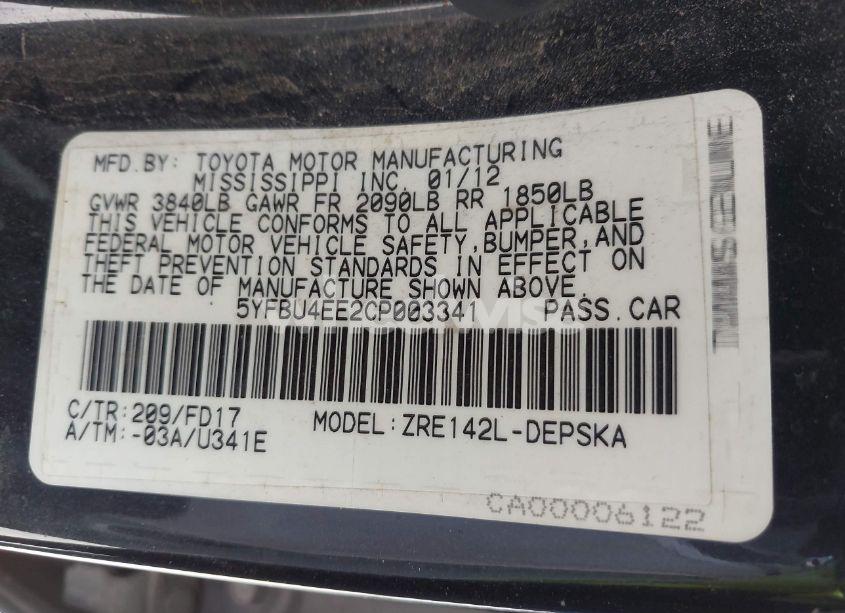 MFD.BY: TOYOTA MOTOR MANUFACTURING
MISSISSIPPI INC. 01/12
GVWR 3840LB GAWR FR 2090LB RR 1850LB
THIS VEHICLE CONFORMS TO ALL APPLICABLE
FEDERAL MOTOR VEHICLE SAFETY,BUMPER,AND
THEFT PREVENTION STANDARDS IN EFFECT ON
THE DATE OF MANUFACTURE SHOWN ABOVE.
5YFBU4EE2CP003341 PASS.CAR
C/TR:209/FD17
A/TM:-03A/U341E
MODEL:ZRE142L-DEPSKA
CA00006122